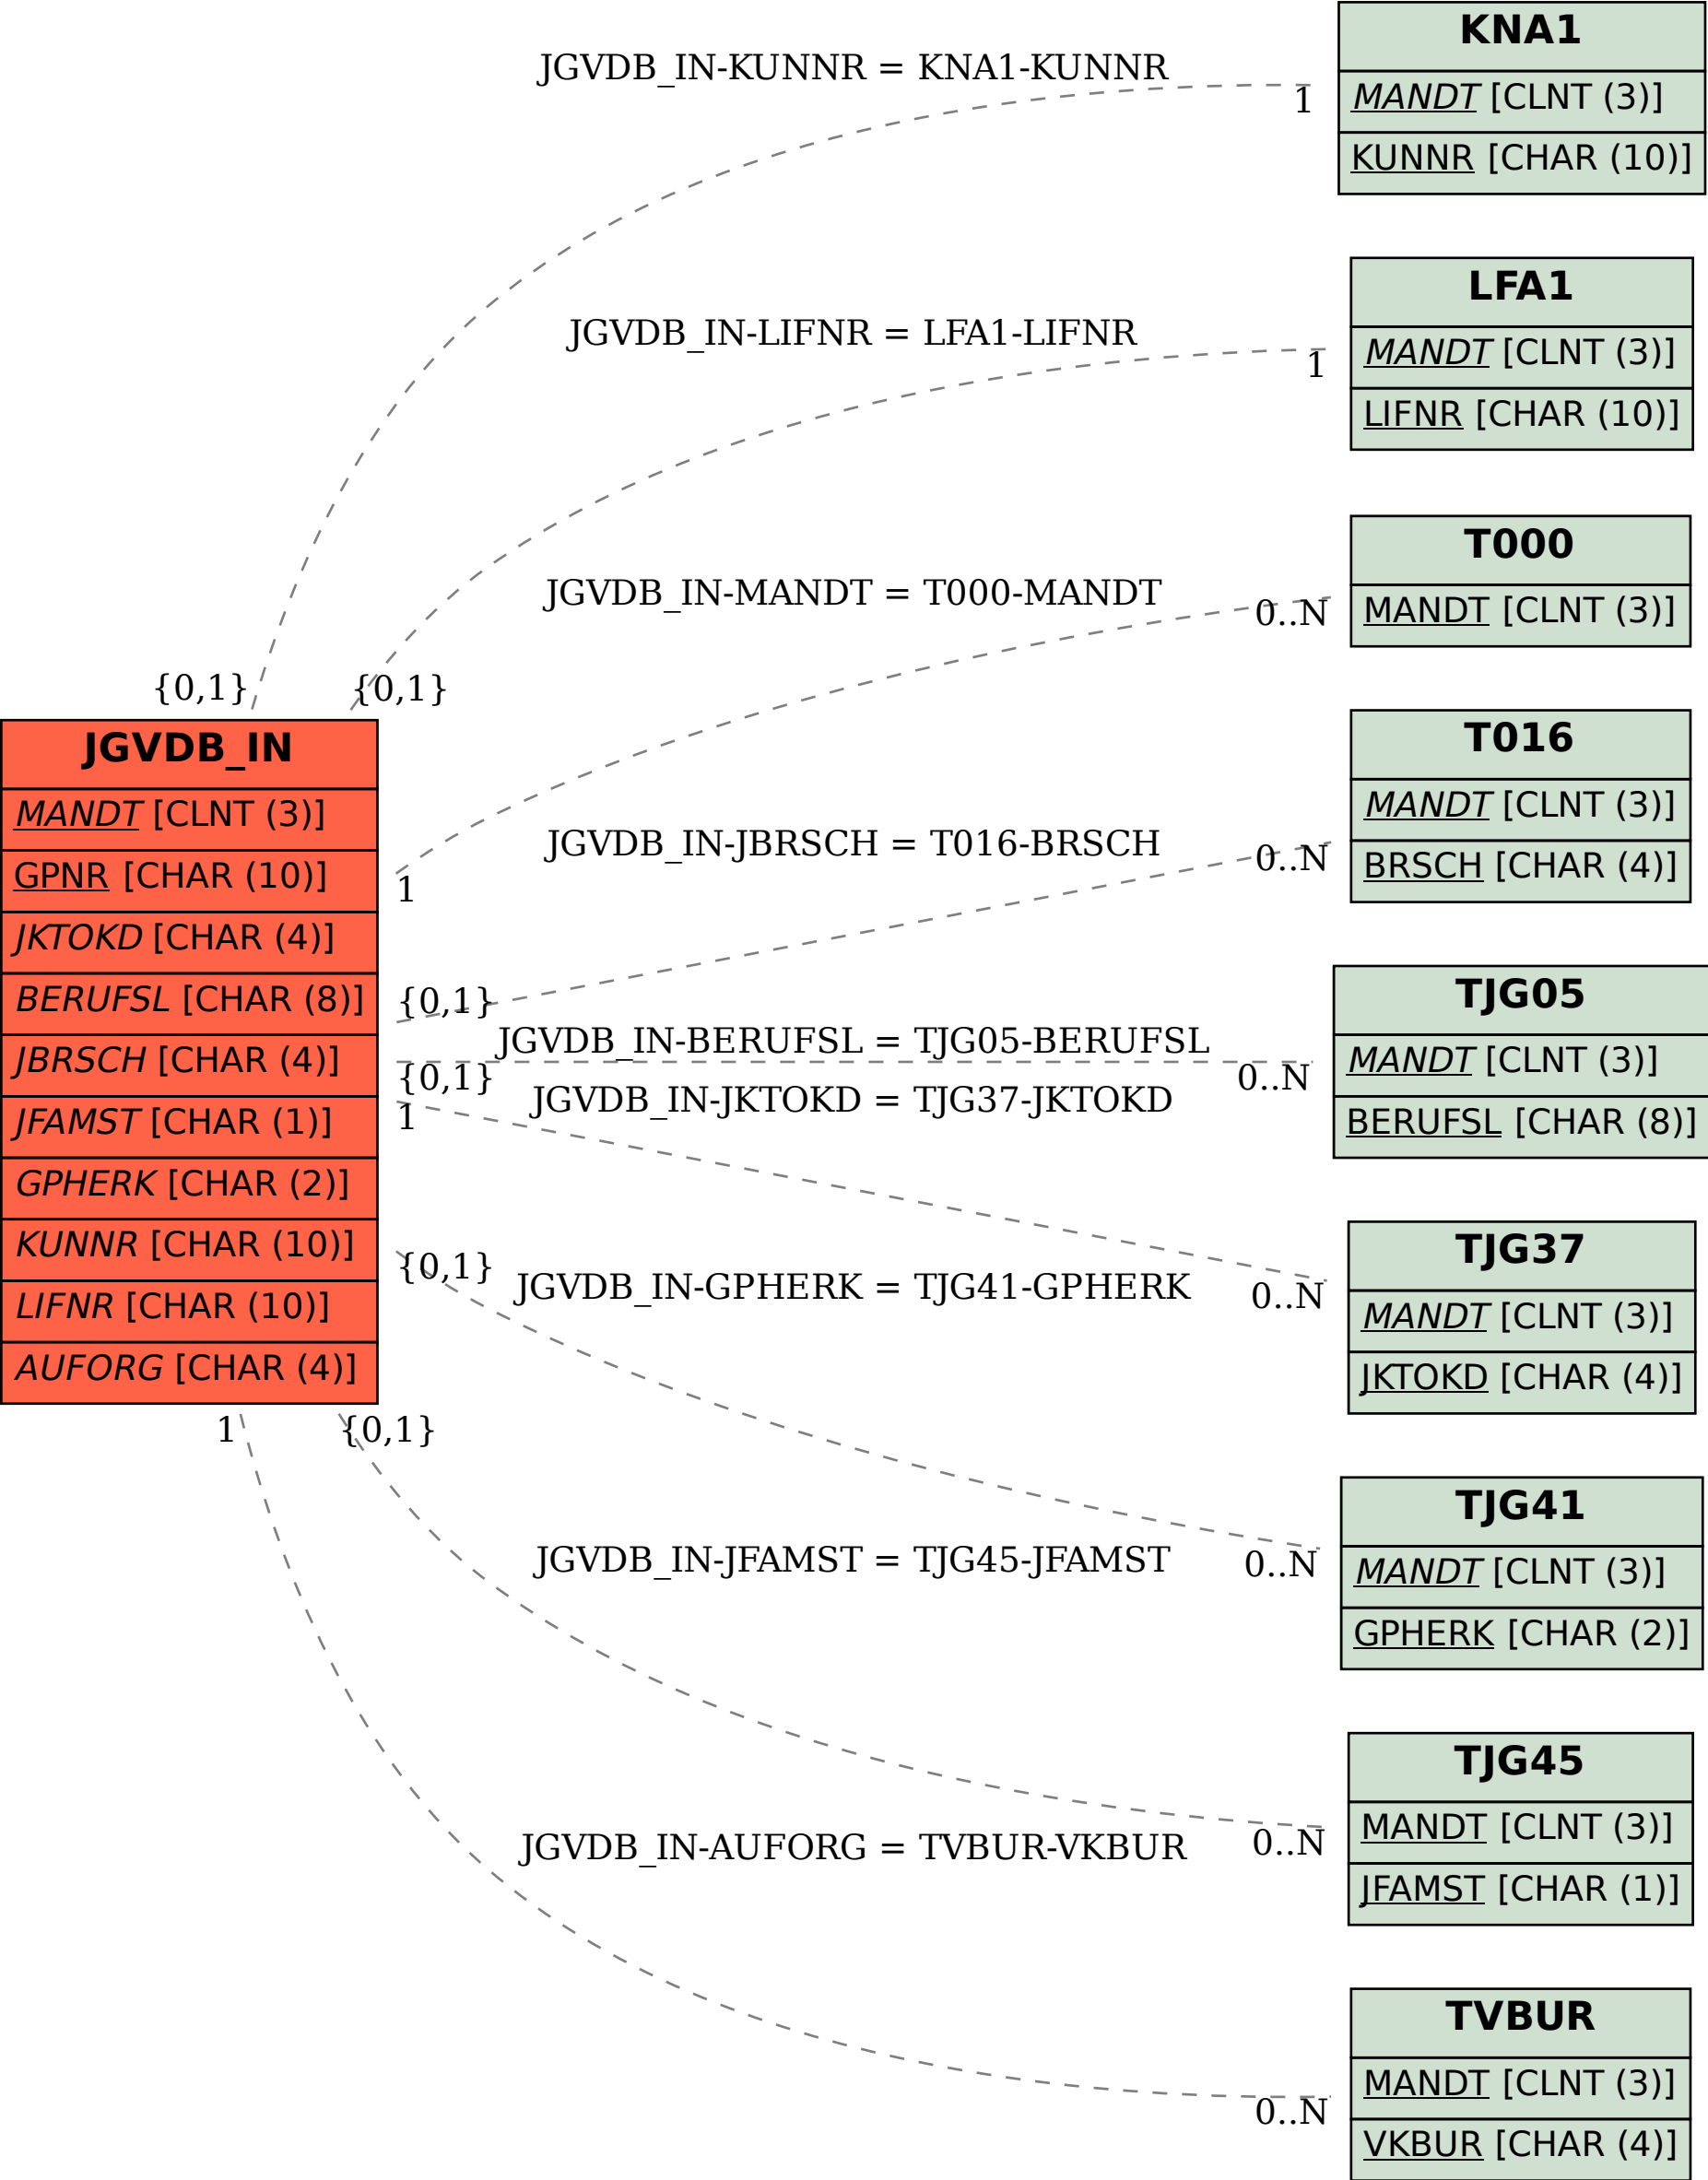 KNA1
MANDT [CLNT (3)]
KUNNR [CHAR (10)]
JGVDB_IN-KUNNR = KNA1-KUNNR
1
{0,1}
LFA1
MANDT [CLNT (3)]
LIFNR [CHAR (10)]
JGVDB_IN-LIFNR = LFA1-LIFNR
1
{0,1}
T000
MANDT [CLNT (3)]
JGVDB_IN-MANDT = T000-MANDT
0..N
1
JGVDB_IN
MANDT [CLNT (3)]
GPNR [CHAR (10)]
JKTOKD [CHAR (4)]
BERUFSL [CHAR (8)]
JBRSCH [CHAR (4)]
JFAMST [CHAR (1)]
GPHERK [CHAR (2)]
KUNNR [CHAR (10)]
LIFNR [CHAR (10)]
AUFORG [CHAR (4)]
T016
MANDT [CLNT (3)]
BRSCH [CHAR (4)]
JGVDB_IN-JBRSCH = T016-BRSCH
0..N
{0,1}
TJG05
MANDT [CLNT (3)]
BERUFSL [CHAR (8)]
JGVDB_IN-BERUFSL = TJG05-BERUFSL
0..N
{0,1}
TJG37
MANDT [CLNT (3)]
JKTOKD [CHAR (4)]
JGVDB_IN-JKTOKD = TJG37-JKTOKD
0..N
1
TJG41
MANDT [CLNT (3)]
GPHERK [CHAR (2)]
JGVDB_IN-GPHERK = TJG41-GPHERK
0..N
{0,1}
TJG45
MANDT [CLNT (3)]
JFAMST [CHAR (1)]
JGVDB_IN-JFAMST = TJG45-JFAMST
0..N
{0,1}
TVBUR
MANDT [CLNT (3)]
VKBUR [CHAR (4)]
JGVDB_IN-AUFORG = TVBUR-VKBUR
0..N
1